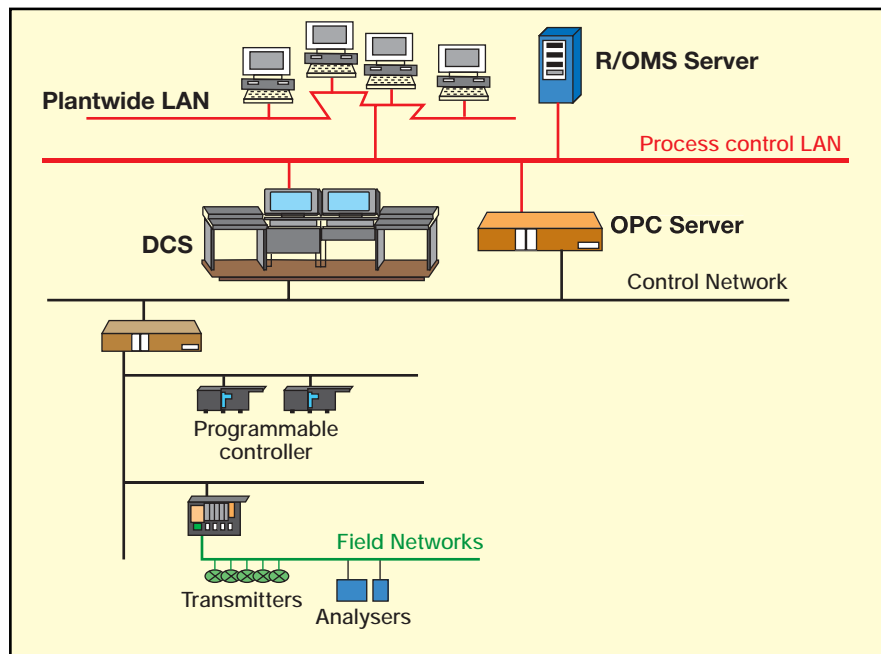 R/OMS Server
Plantwide LAN
Process control LAN
DCS
OPC Server
Control Network
Programmable
controller
Field Networks
Transmitters
Analysers